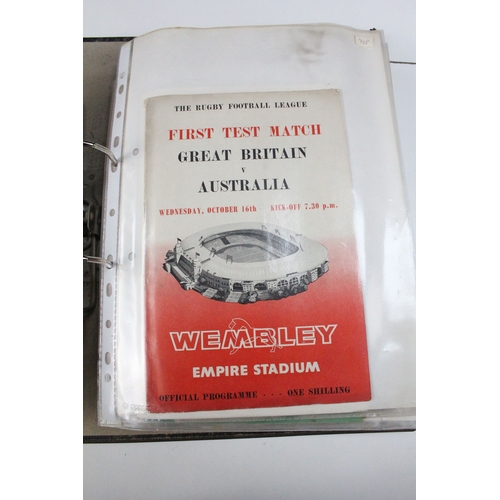 THE RUGBY FOOTBALL LEAGUE
FIRST TEST MATCH
GREAT BRITAIN
v
AUSTRALIA
WEDNESDAY, OCTOBER 16th KICK-OFF 7.30 p.m.
WEMBLEY
EMPIRE STADIUM
OFFICIAL PROGRAMME . . . ONE SHILLING